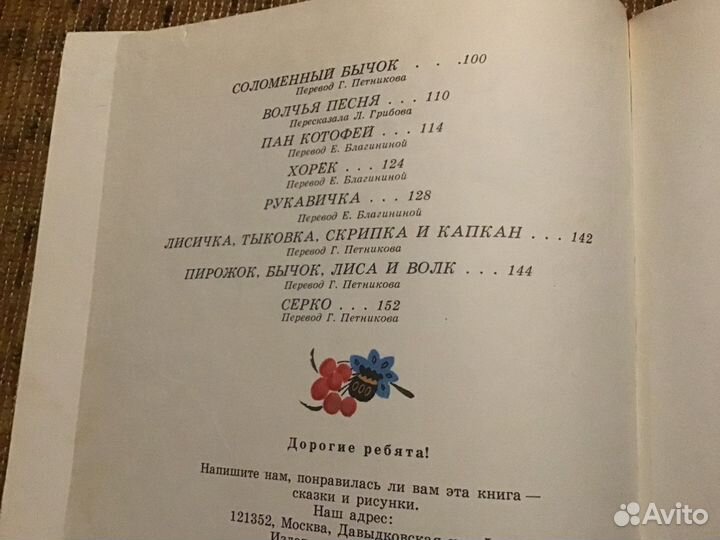 СОЛОМЕННЫЙ БЫЧОК . . .100
Перевод Г. Петникова
ВОЛЧЬЯ ПЕСНЯ . . . 110
Пересказала Л. Грибова
ПАН КОТОФЕЙ . . . 114
Перевод Е. Благининой
ХОРЁК . . . 124
Перевод Е. Благининой
РУКАВИЧКА . . . 128
Перевод Е. Благининой
ЛИСИЧКА, ТЫКОВКА, СКРИПКА И КАПКАН . . . 142
Перевод Г. Петникова
ПИРОЖОК, БЫЧОК, ЛИСА И ВОЛК . . . 144
Перевод Г. Петникова
СЕРКО . . . 152
Перевод Г. Петникова
Дорогие ребята!
Напишите нам, понравилась ли вам эта книга —
сказки и рисунки.
Наш адрес:
121352, Москва, Давыдковская
Avito